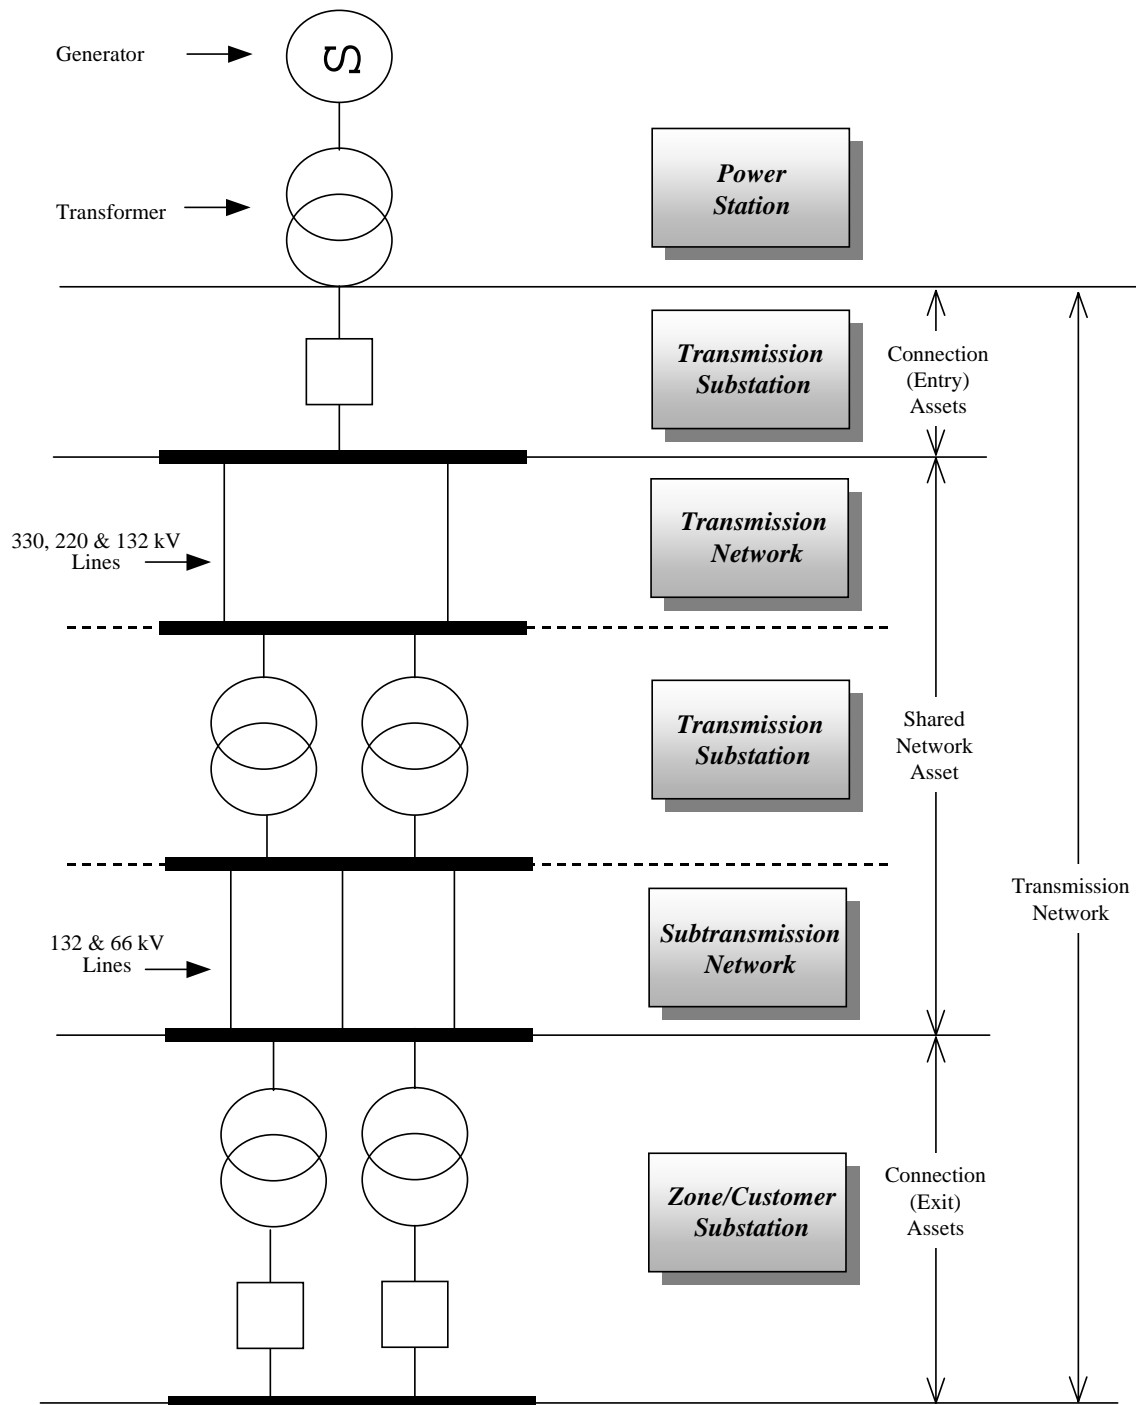 Generator
S
Power
Station
Transformer
Transmission
Substation
Connection
(Entry)
Assets
330, 220 & 132 kV
Lines
Transmission
Network
Transmission
Substation
Shared
Network
Asset
Transmission
Network
132 & 66 kV
Lines
Subtransmission
Network
Zone/Customer
Substation
Connection
(Exit)
Assets